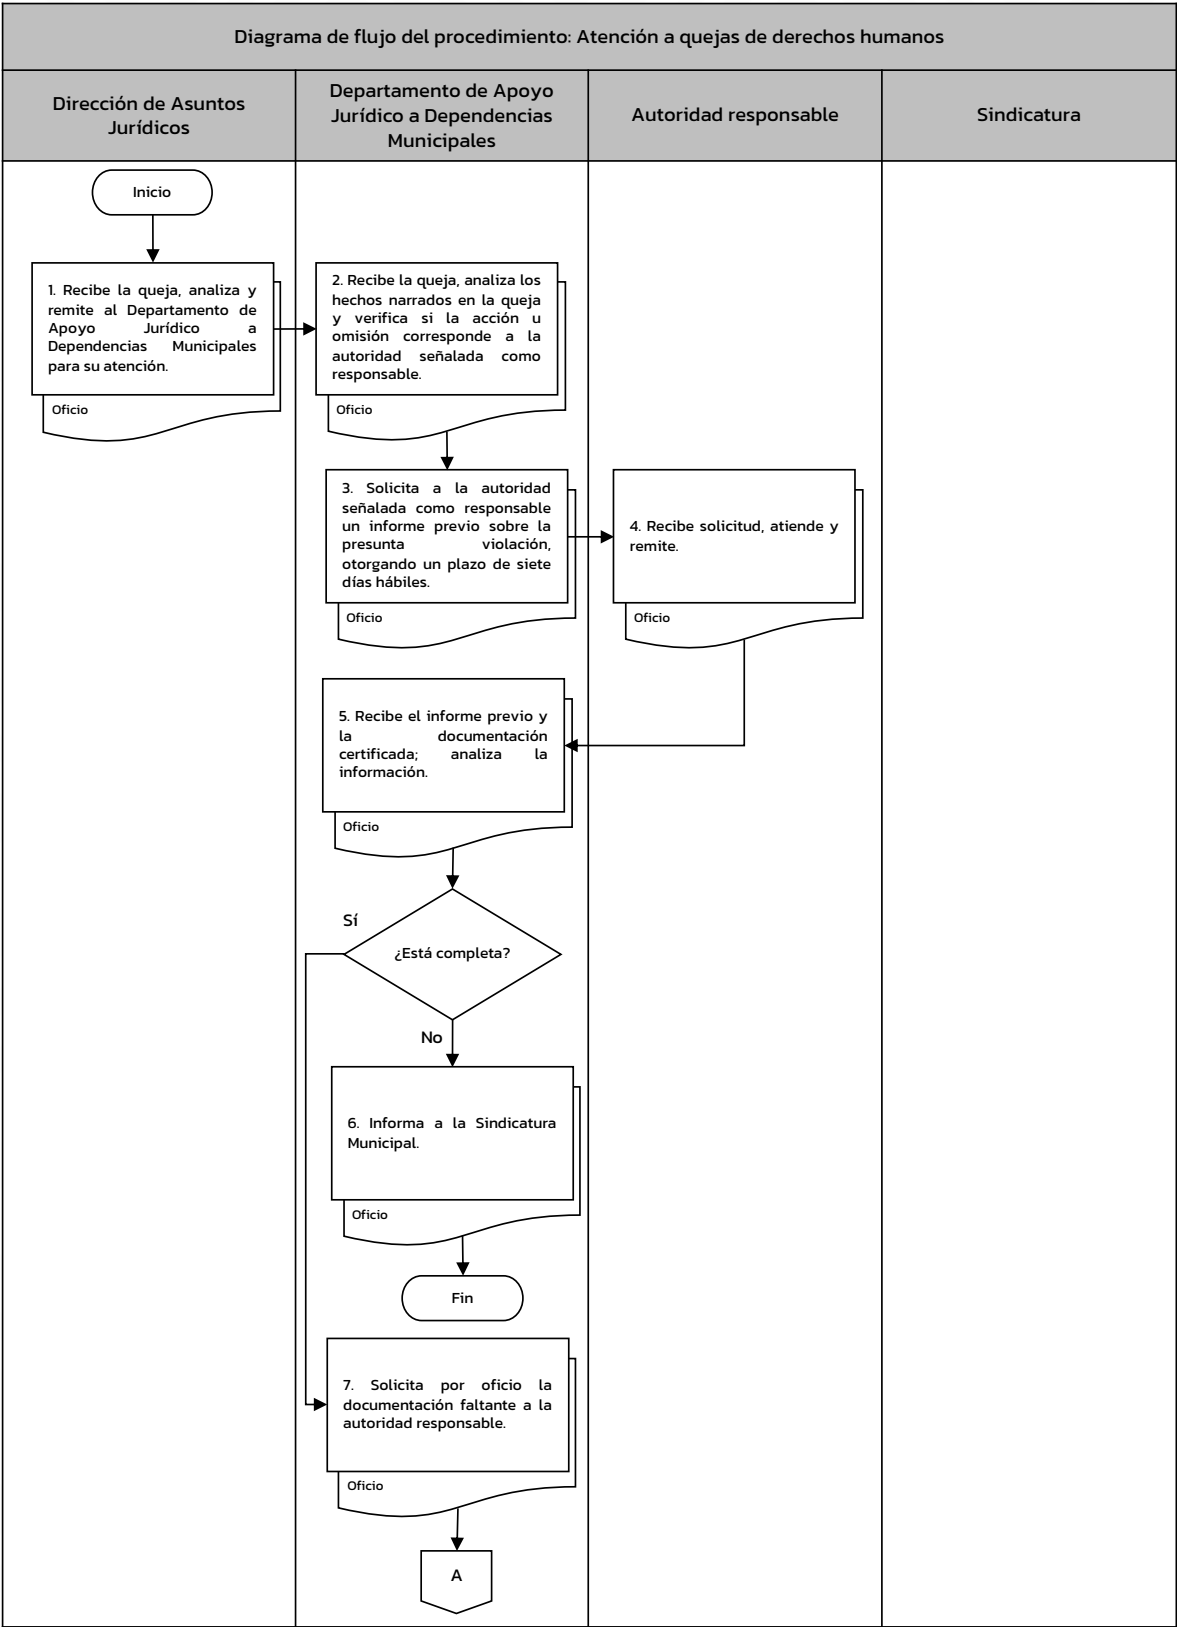 Diagrama de flujo del procedimiento: Atención a quejas de derechos humanos
Dirección de Asuntos
Jurídicos
Departamento de Apoyo
Jurídico a Dependencias
Municipales
Autoridad responsable
Sindicatura
Inicio
1. Recibe la queja, analiza y
remite al Departamento de
Apoyo Jurídico a
Dependencias Municipales
para su atención.
Oficio
2. Recibe la queja, analiza los
hechos narrados en la queja
y verifica si la acción u
omisión corresponde a la
autoridad señalada como
responsable.
Oficio
3. Solicita a la autoridad
señalada como responsable
un informe previo sobre la
presunta violación,
otorgando un plazo de siete
días hábiles.
Oficio
4. Recibe solicitud, atiende y
remite.
Oficio
5. Recibe el informe previo y
la documentación
certificada; analiza la
información.
Oficio
Sí
¿Está completa?
No
6. Informa a la Sindicatura
Municipal.
Oficio
Fin
7. Solicita por oficio la
documentación faltante a la
autoridad responsable.
Oficio
A